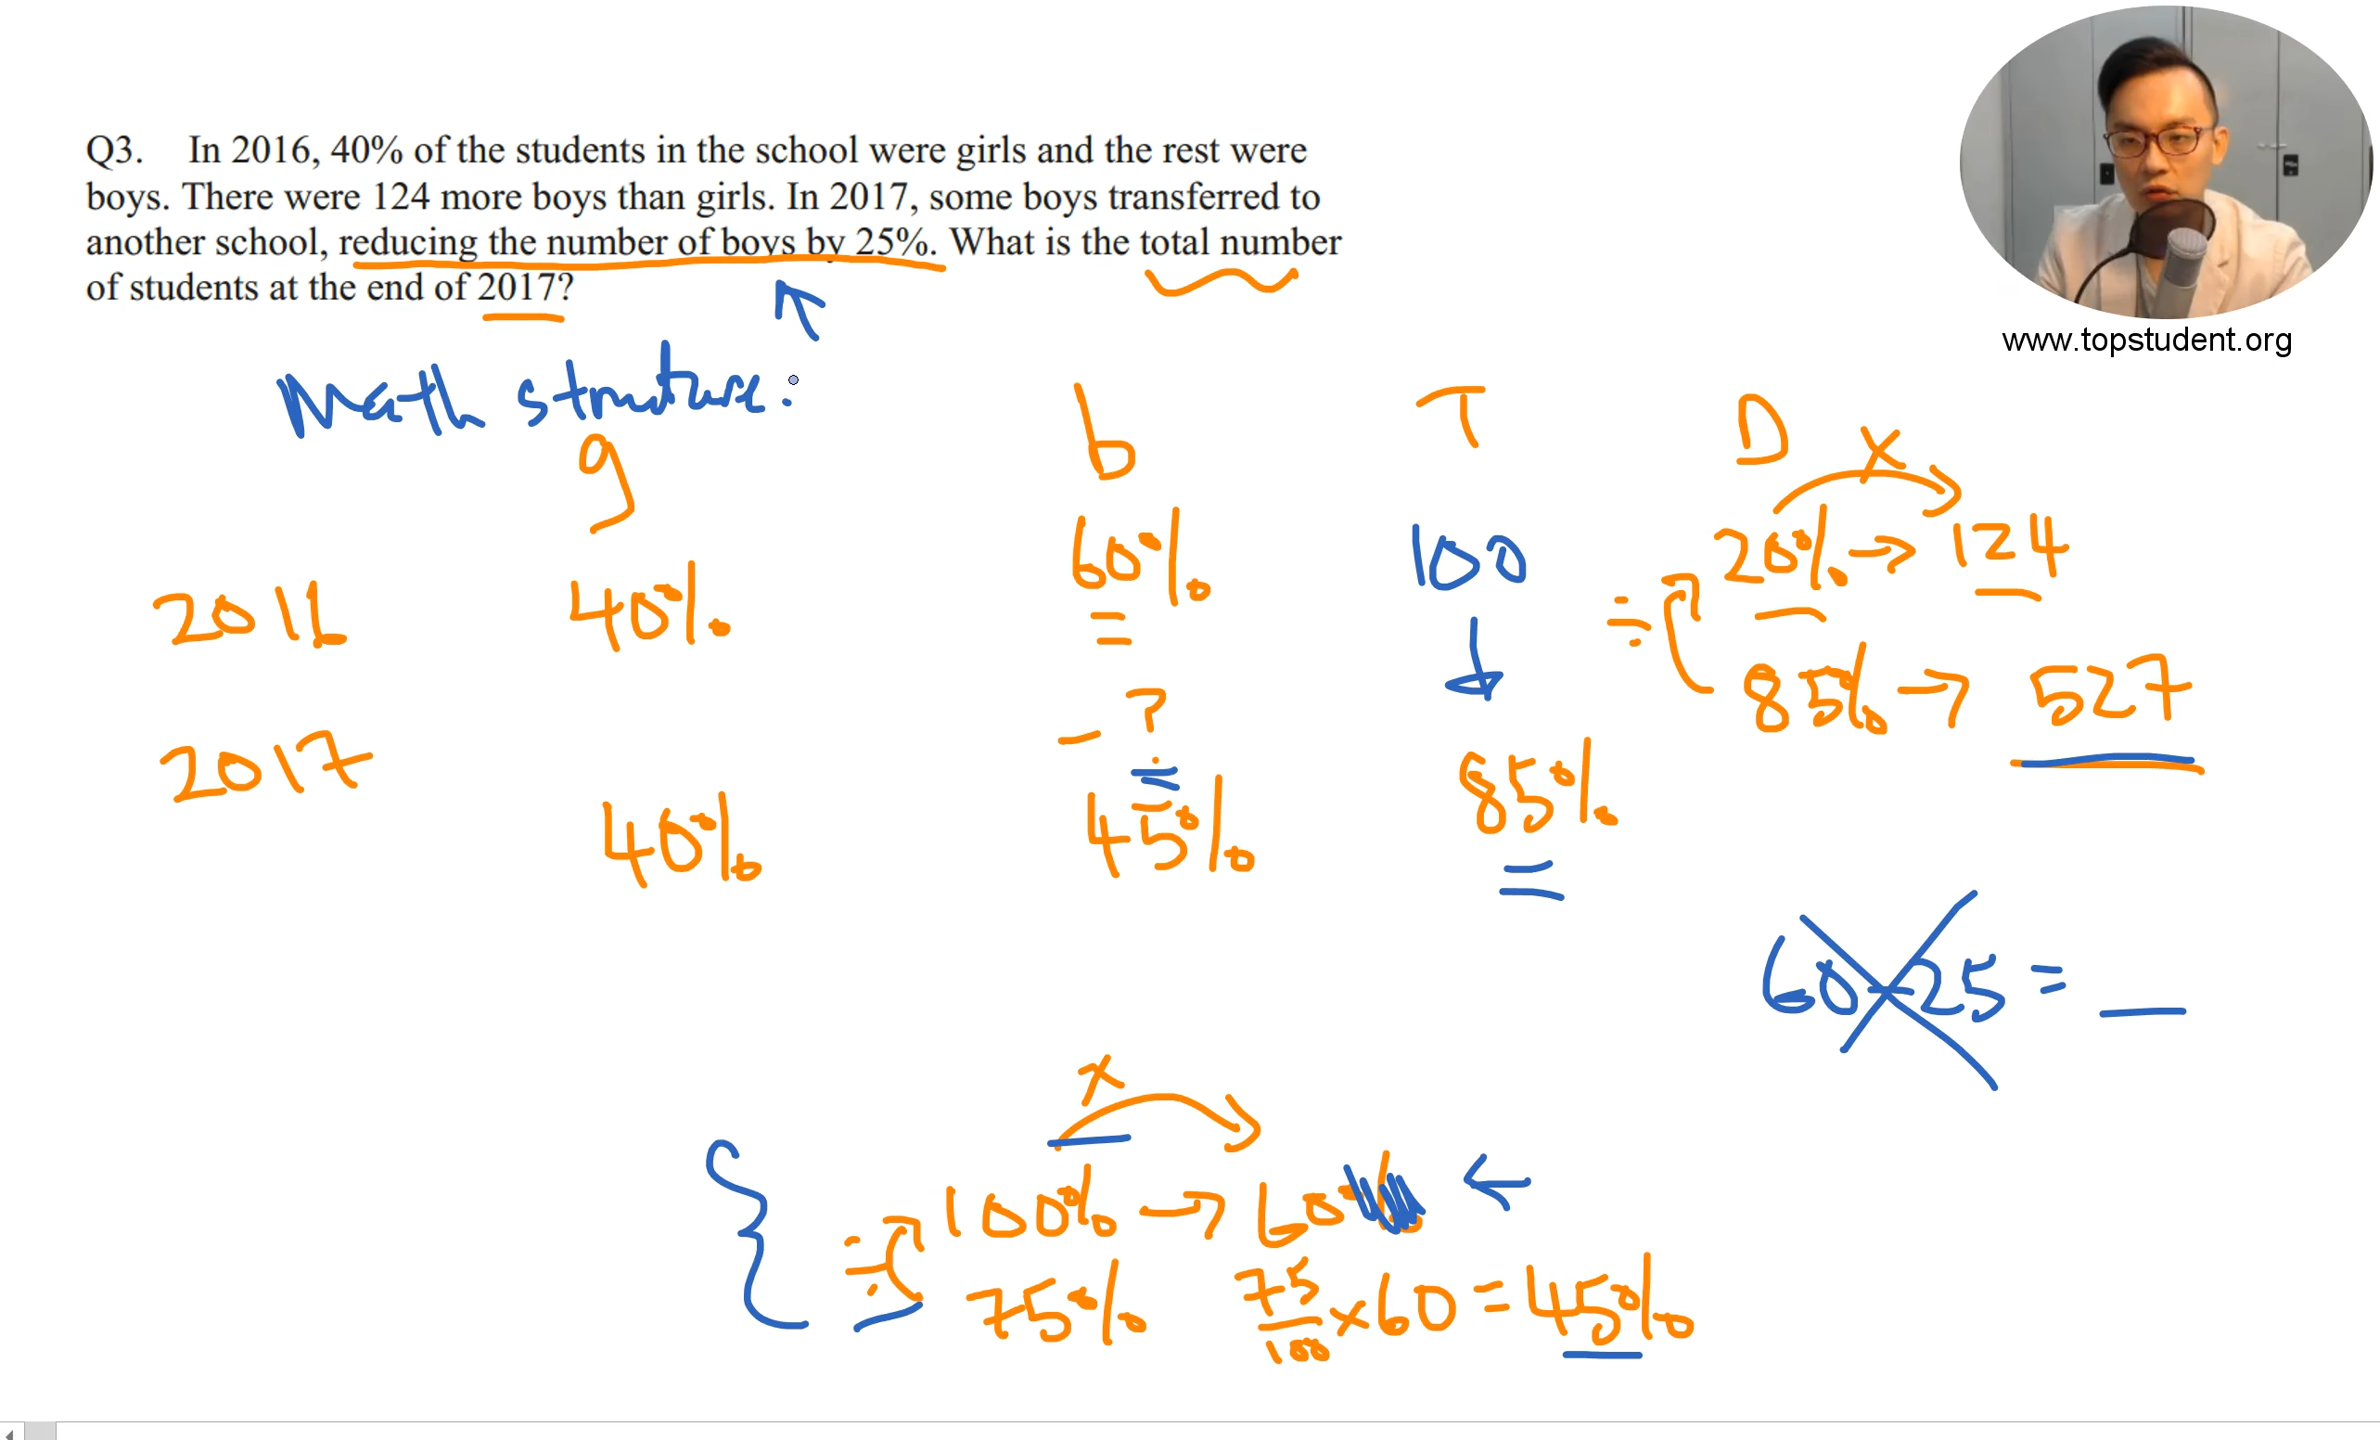 Q3. In 2016, 40% of the students in the school were girls and the rest were
boys. There were 124 more boys than girls. In 2017, some boys transferred to
another school, reducing the number of boys by 25%. What is the total number
of students at the end of 2017?
www.topstudent.org
Math structure:
g b T D
×
60% 100 20% → 124
2016 40%
÷
85% → 527
- ?
2017
40% 45% 85%
60 - 25 =
×
100% → 60
÷
75% 75/100 × 60 = 45%